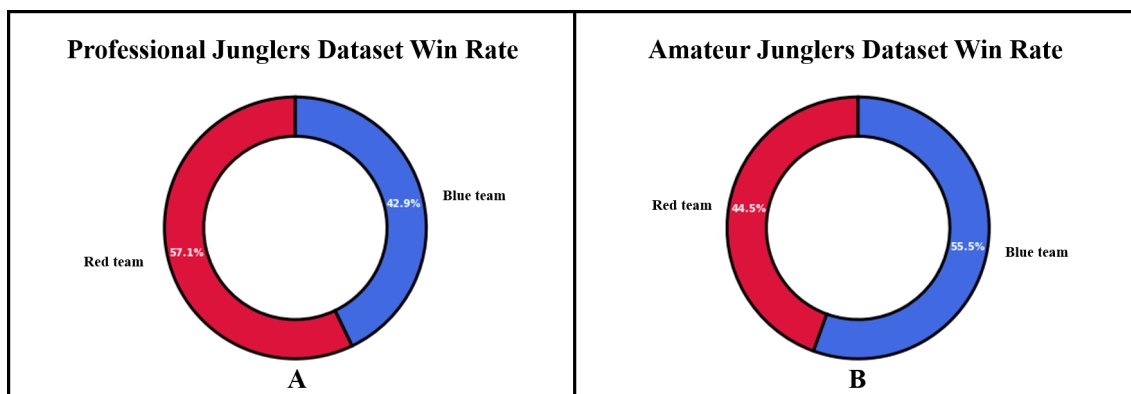 Professional Junglers Dataset Win Rate
42.9%
Blue team
57.1%
Red team
A
Amateur Junglers Dataset Win Rate
Red team
44.5%
55.5%
Blue team
B